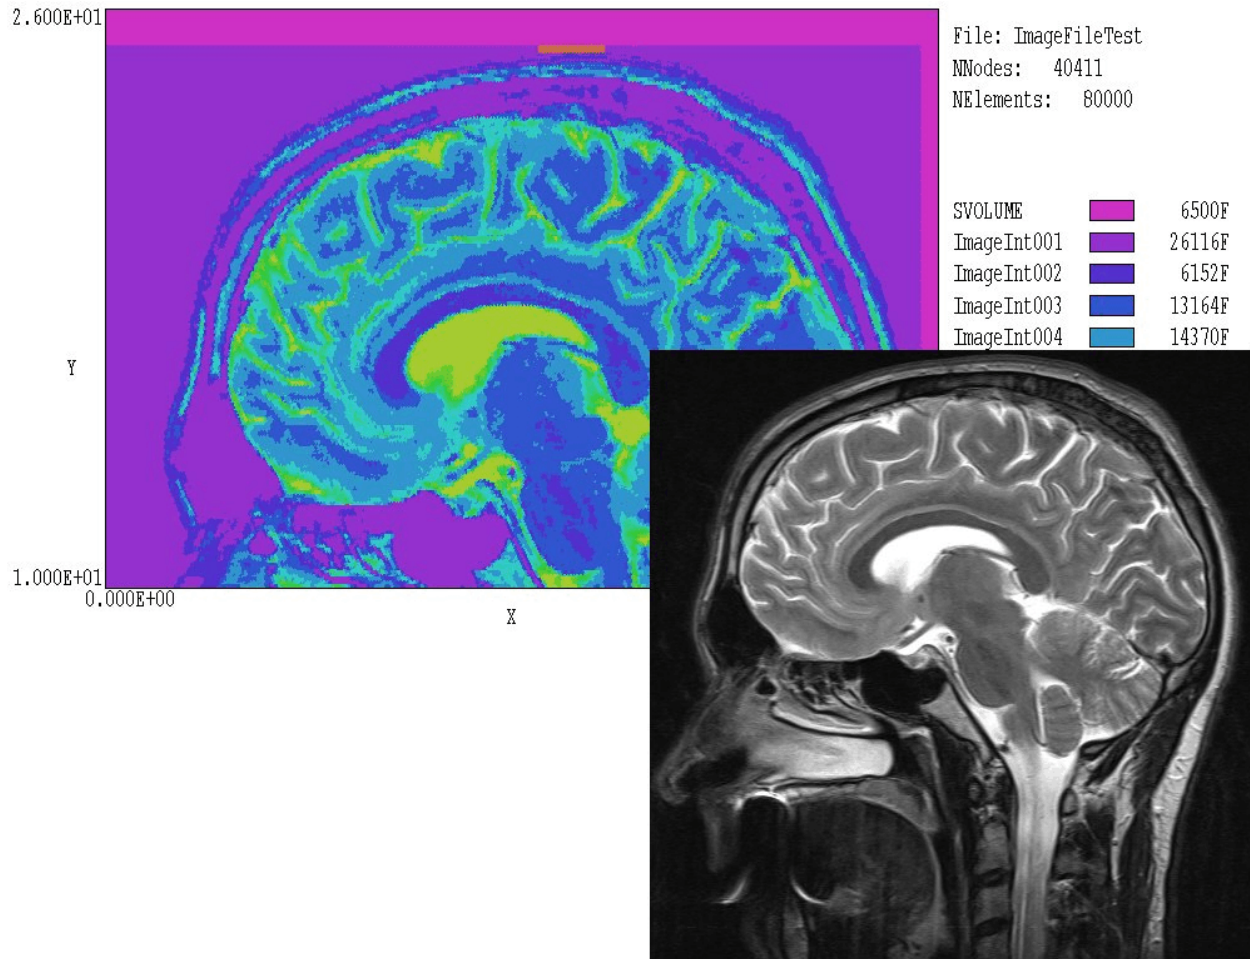 2.600E+01
File: ImageFileTest
NNodes: 40411
NElements: 80000
SVOLUME 6500F
ImageInt001 26116F
ImageInt002 6152F
ImageInt003 13164F
ImageInt004 14370F
Y
1.000E+01
0.000E+00
X